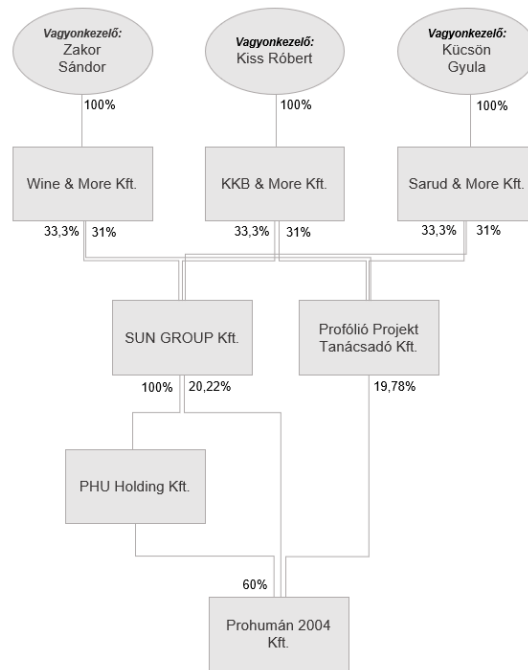 Vagyonkezelő:
Zakor
Sándor
Vagyonkezelő:
Kiss Róbert
Vagyonkezelő:
Kücsön
Gyula
100%
100%
100%
Wine & More Kft.
KKB & More Kft.
Sarud & More Kft.
33,3%
31%
33,3%
31%
33,3%
31%
SUN GROUP Kft.
Profólió Projekt
Tanácsadó Kft.
100%
20,22%
19,78%
PHU Holding Kft.
60%
Prohumán 2004
Kft.